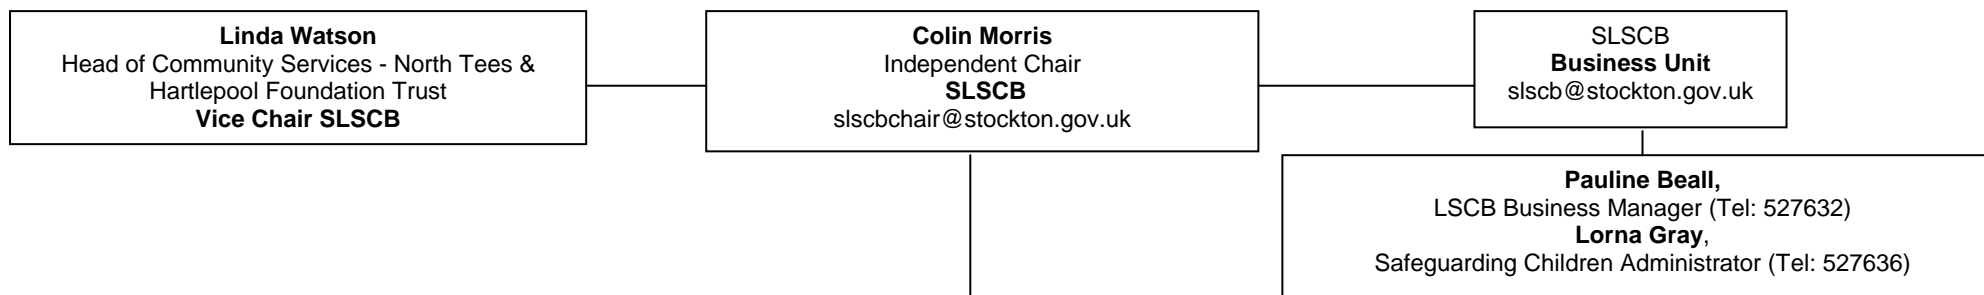 Linda Watson
Head of Community Services - North Tees &
Hartlepool Foundation Trust
Vice Chair SLSCB
Colin Morris
Independent Chair
SLSCB
slscbchair@stockton.gov.uk
SLSCB
Business Unit
slscb@stockton.gov.uk
Pauline Beall,
LSCB Business Manager (Tel: 527632)
Lorna Gray,
Safeguarding Children Administrator (Tel: 527636)